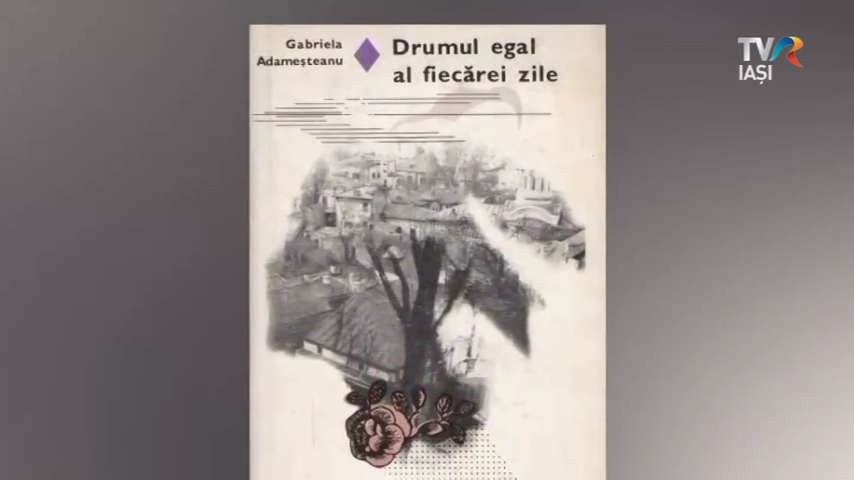 Gabriela
Adameșteanu
Drumul egal
al fiecărei zile
TVR
IAȘI